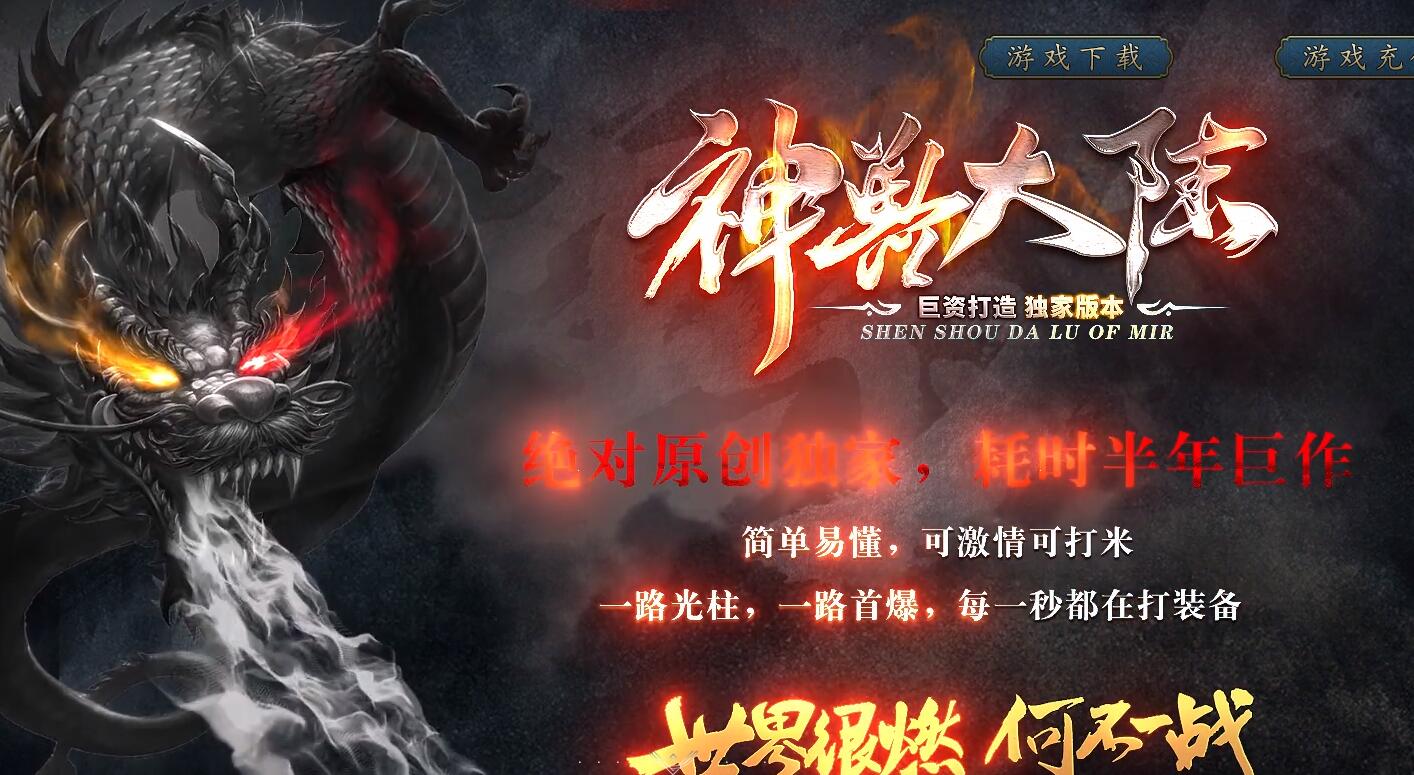 游戏下载
游戏充
神兽大陆
巨资打造 独家版本
SHEN SHOU DA LU OF MIR
绝对原创独家，耗时半年巨作
简单易懂，可激情可打米
一路光柱，一路首爆，每一秒都在打装备
世界很燃 何不一战